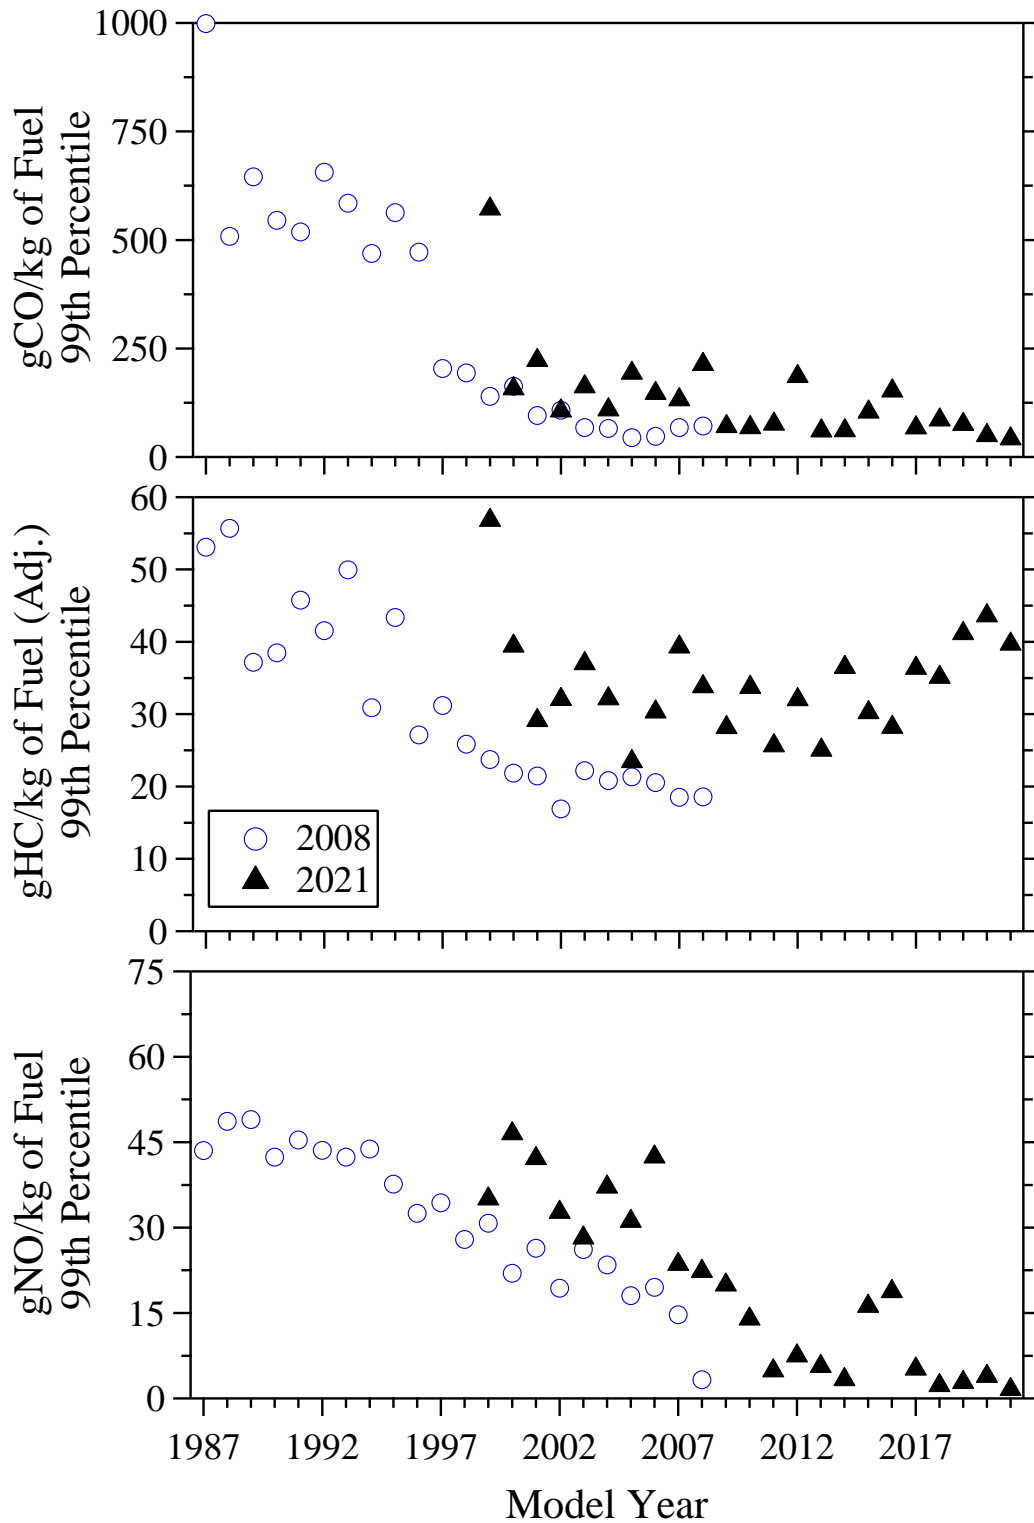 1000
750
500
250
0
gCO/kg of Fuel
99th Percentile
60
50
40
30
20
10
0
gHC/kg of Fuel (Adj.)
99th Percentile
2008
2021
75
60
45
30
15
0
gNO/kg of Fuel
99th Percentile
1987 1992 1997 2002 2007 2012 2017
Model Year